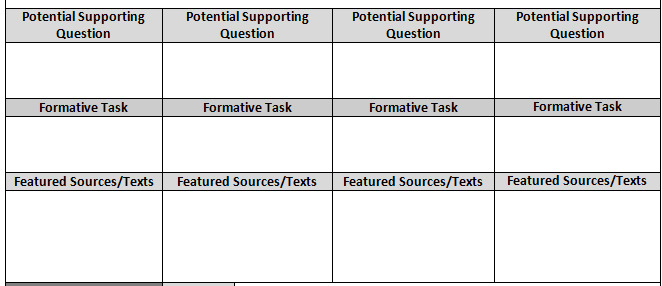 Potential Supporting Question
Potential Supporting Question
Potential Supporting Question
Potential Supporting Question
Formative Task
Formative Task
Formative Task
Formative Task
Featured Sources/Texts
Featured Sources/Texts
Featured Sources/Texts
Featured Sources/Texts